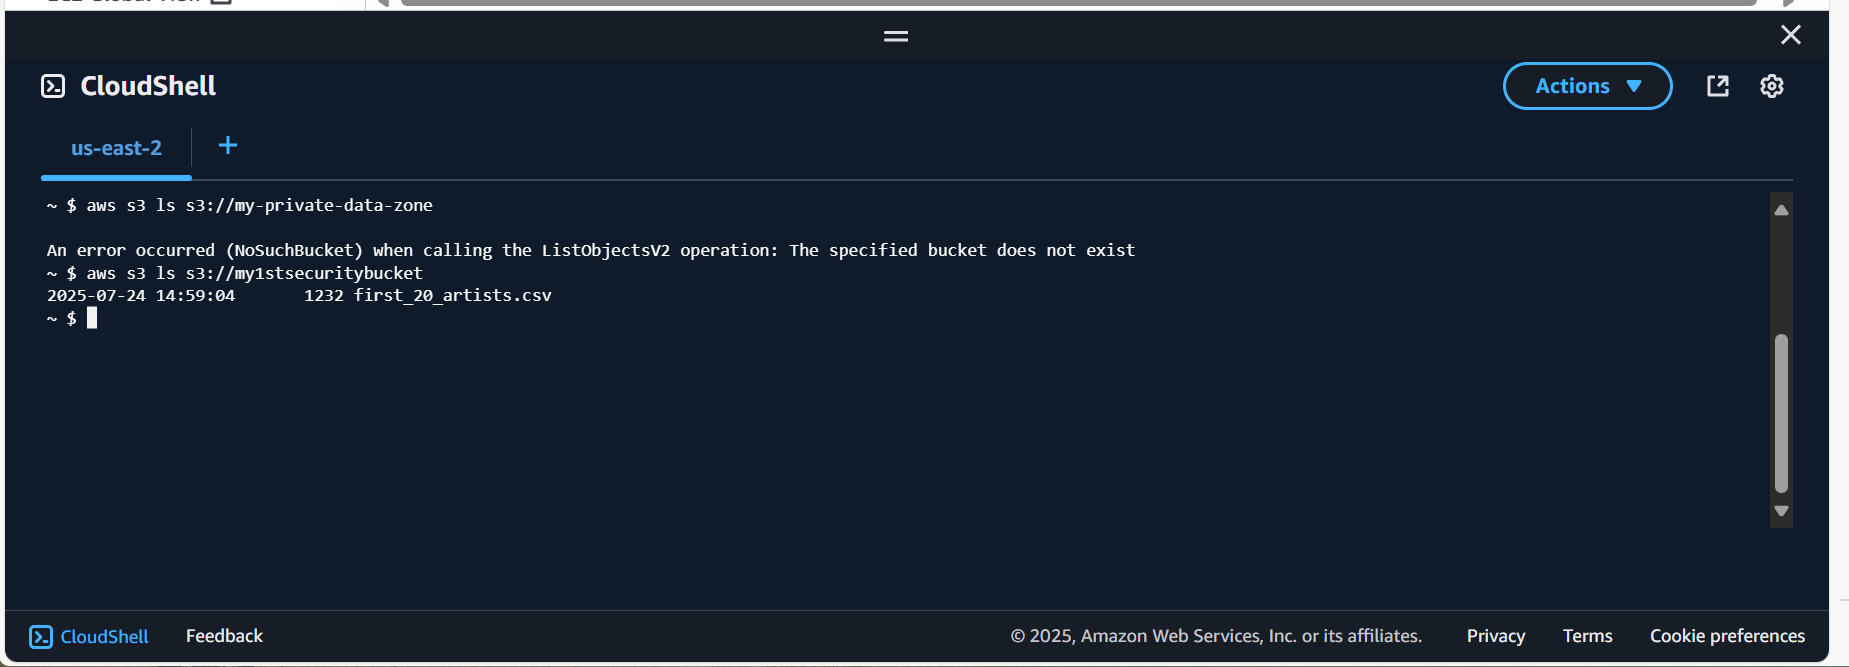 CloudShell
Actions
us-east-2
~ $ aws s3 ls s3://my-private-data-zone
An error occurred (NoSuchBucket) when calling the ListObjectsV2 operation: The specified bucket does not exist
~ $ aws s3 ls s3://my1stsecuritybucket
2025-07-24 14:59:04       1232 first_20_artists.csv
~ $
CloudShell Feedback © 2025, Amazon Web Services, Inc. or its affiliates. Privacy Terms Cookie preferences